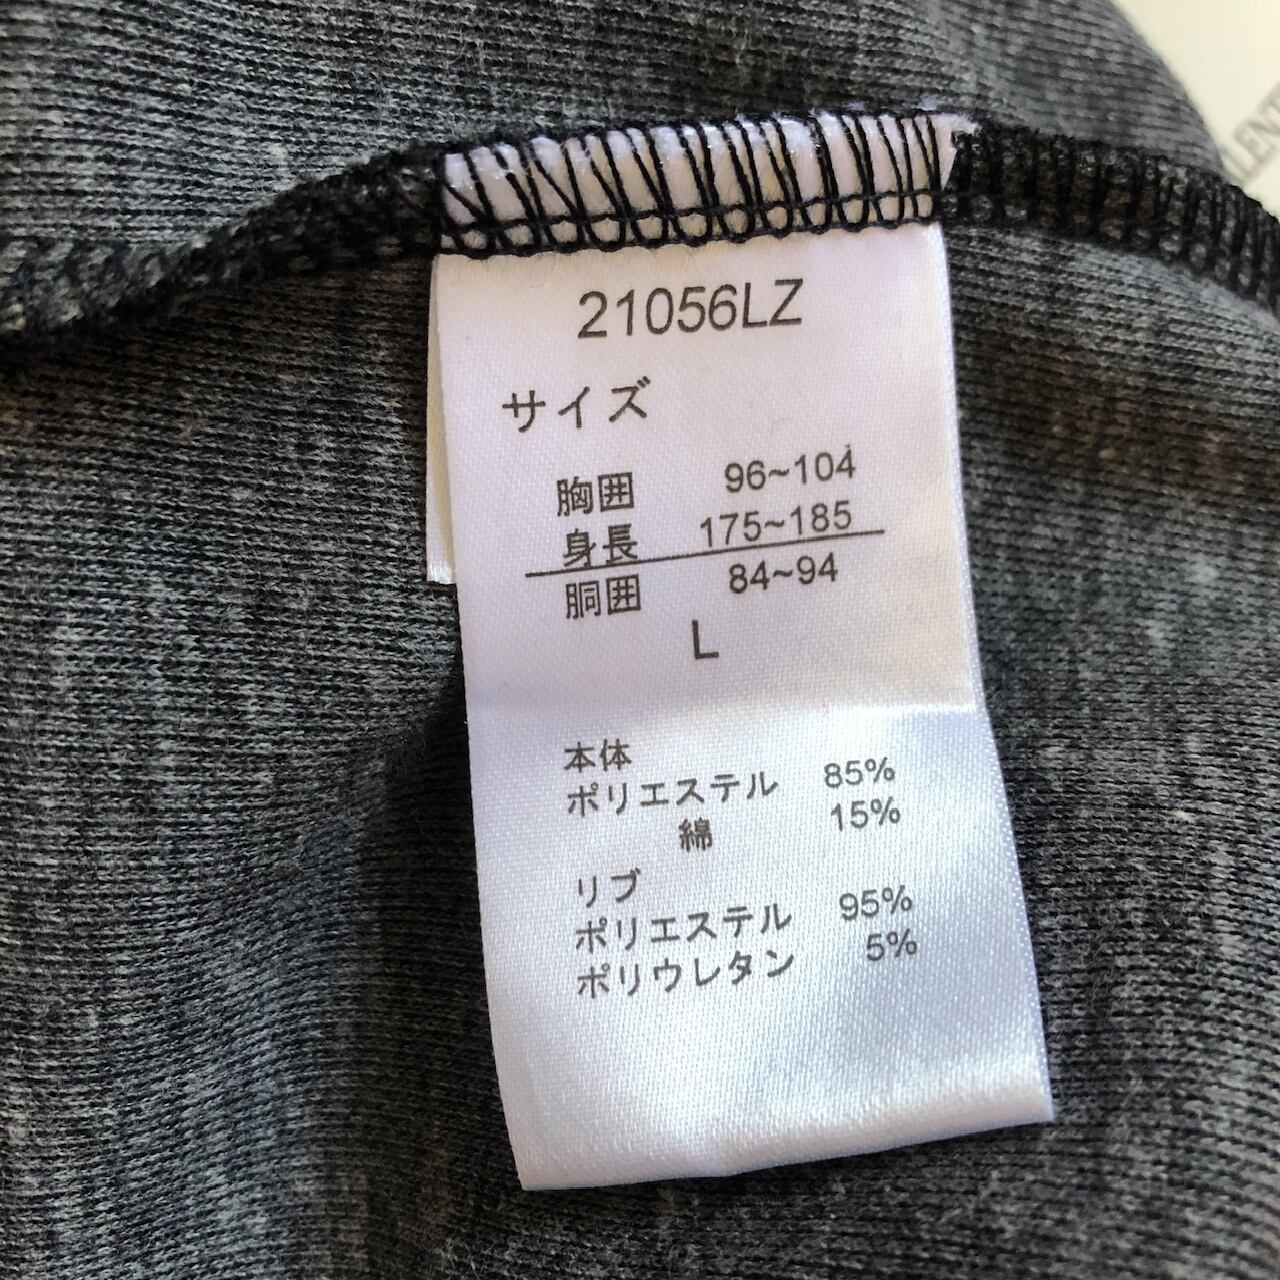 21056LZ
サイズ
胸囲 96~104
身長 175~185
胴囲 84~94
L
本体
ポリエステル 85%
綿 15%
リブ
ポリエステル 95%
ポリウレタン 5%